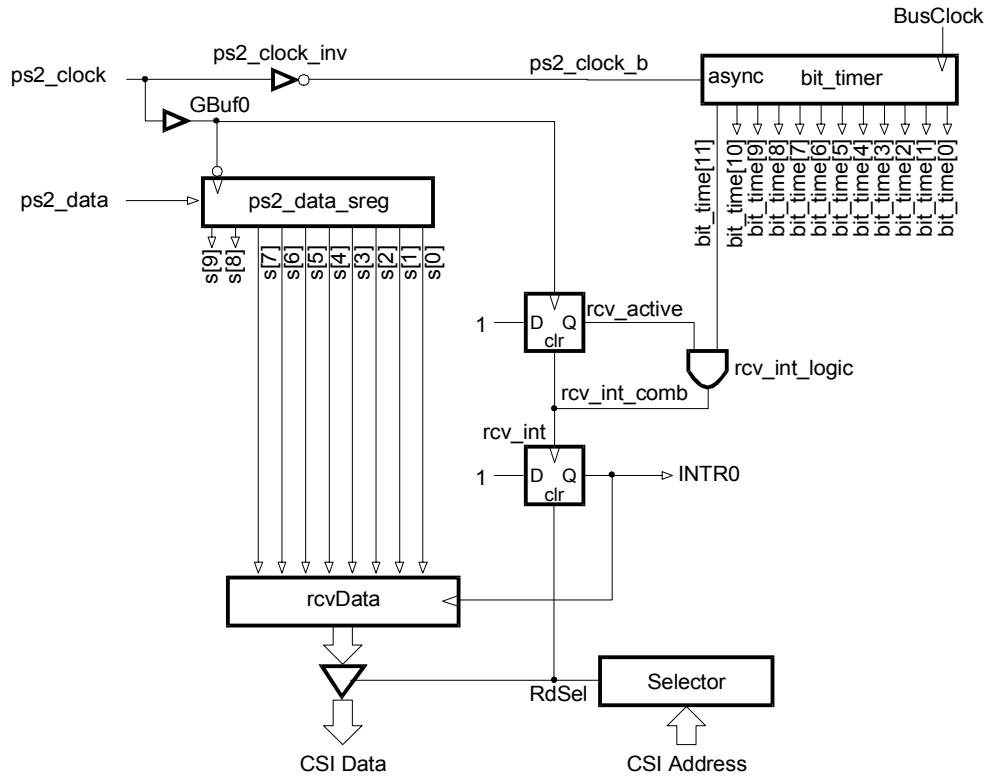 BusClock
ps2_clock_inv
ps2_clock
ps2_clock_b
async bit_timer
GBuf0
bit_time[11]
bit_time[10]
bit_time[9]
bit_time[8]
bit_time[7]
bit_time[6]
bit_time[5]
bit_time[4]
bit_time[3]
bit_time[2]
bit_time[1]
bit_time[0]
ps2_data
ps2_data_sreg
s[9]
s[8]
s[7]
s[6]
s[5]
s[4]
s[3]
s[2]
s[1]
s[0]
rcv_active
1
D Q
clr
rcv_int_logic
rcv_int_comb
rcv_int
1
D Q
clr
INTR0
rcvData
RdSel
Selector
CSI Data
CSI Address